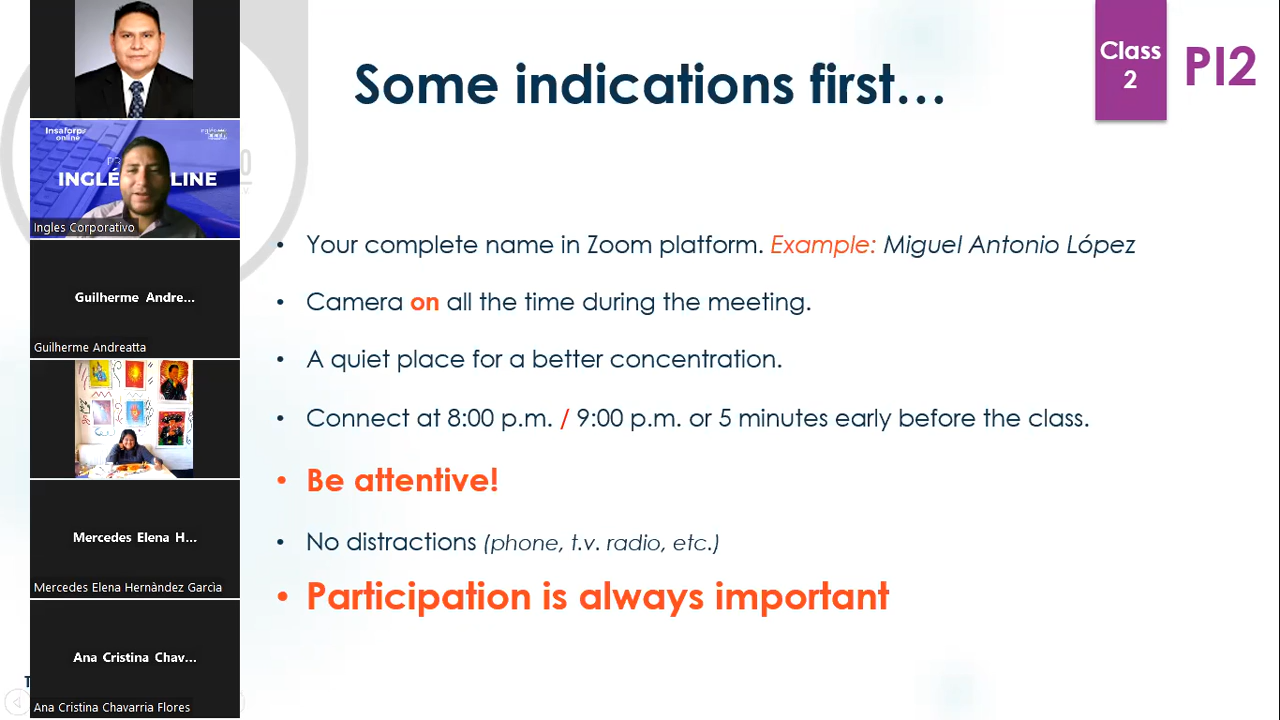 Some indications first…
Class
2
PI2
Insaforp
online
INGLÉ
LINE
Ingles Corporativo
Guilherme Andre...
Guilherme Andreatta
Mercedes Elena H...
Mercedes Elena Hernàndez Garcìa
Ana Cristina Chav...
Ana Cristina Chavarria Flores
• Your complete name in Zoom platform. Example: Miguel Antonio López
• Camera on all the time during the meeting.
• A quiet place for a better concentration.
• Connect at 8:00 p.m. / 9:00 p.m. or 5 minutes early before the class.
• Be attentive!
• No distractions (phone, t.v. radio, etc.)
• Participation is always important